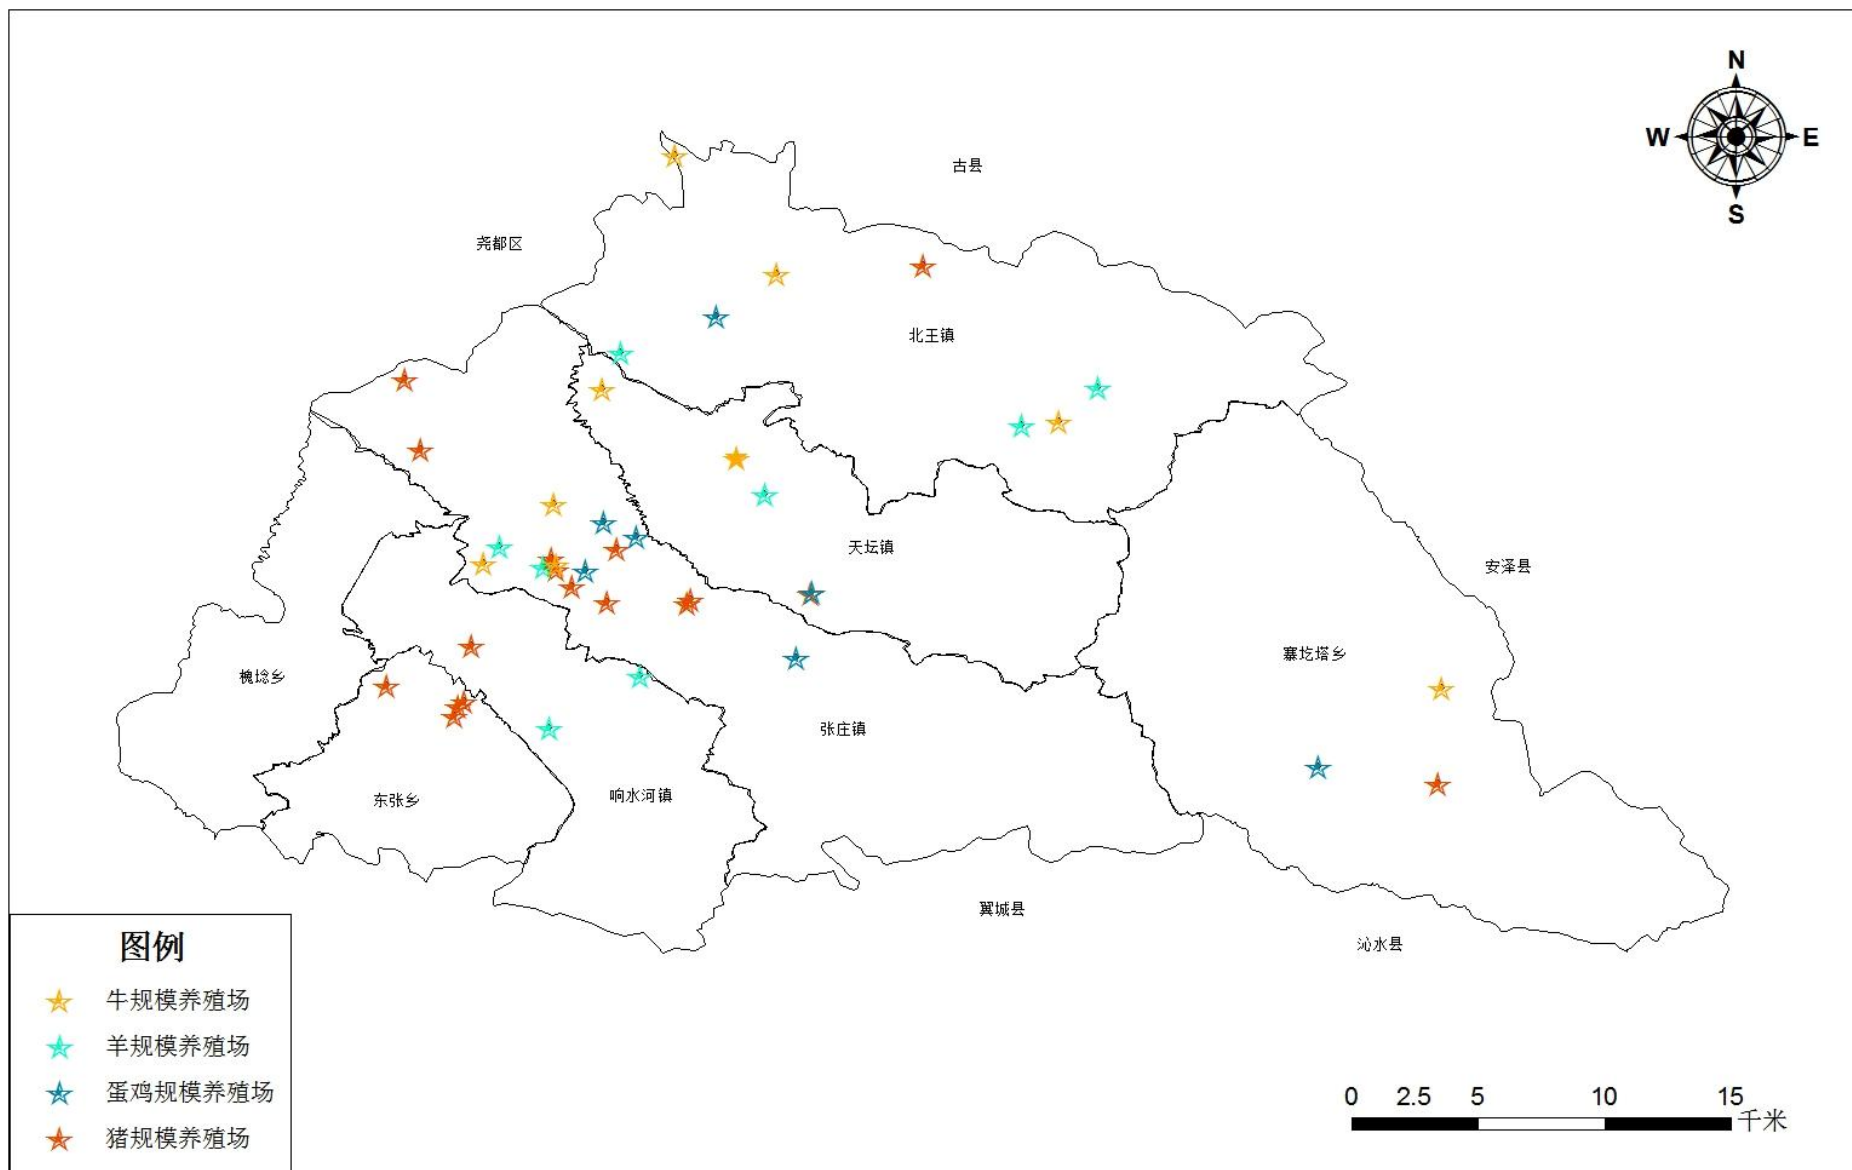 N
W
E
S
古县
尧都区
北王镇
天坛镇
安泽县
寨圪塔乡
槐埝乡
张庄镇
东张乡
响水河镇
翼城县
沁水县
图例
牛规模养殖场
羊规模养殖场
蛋鸡规模养殖场
猪规模养殖场
0 2.5 5 10 15
千米